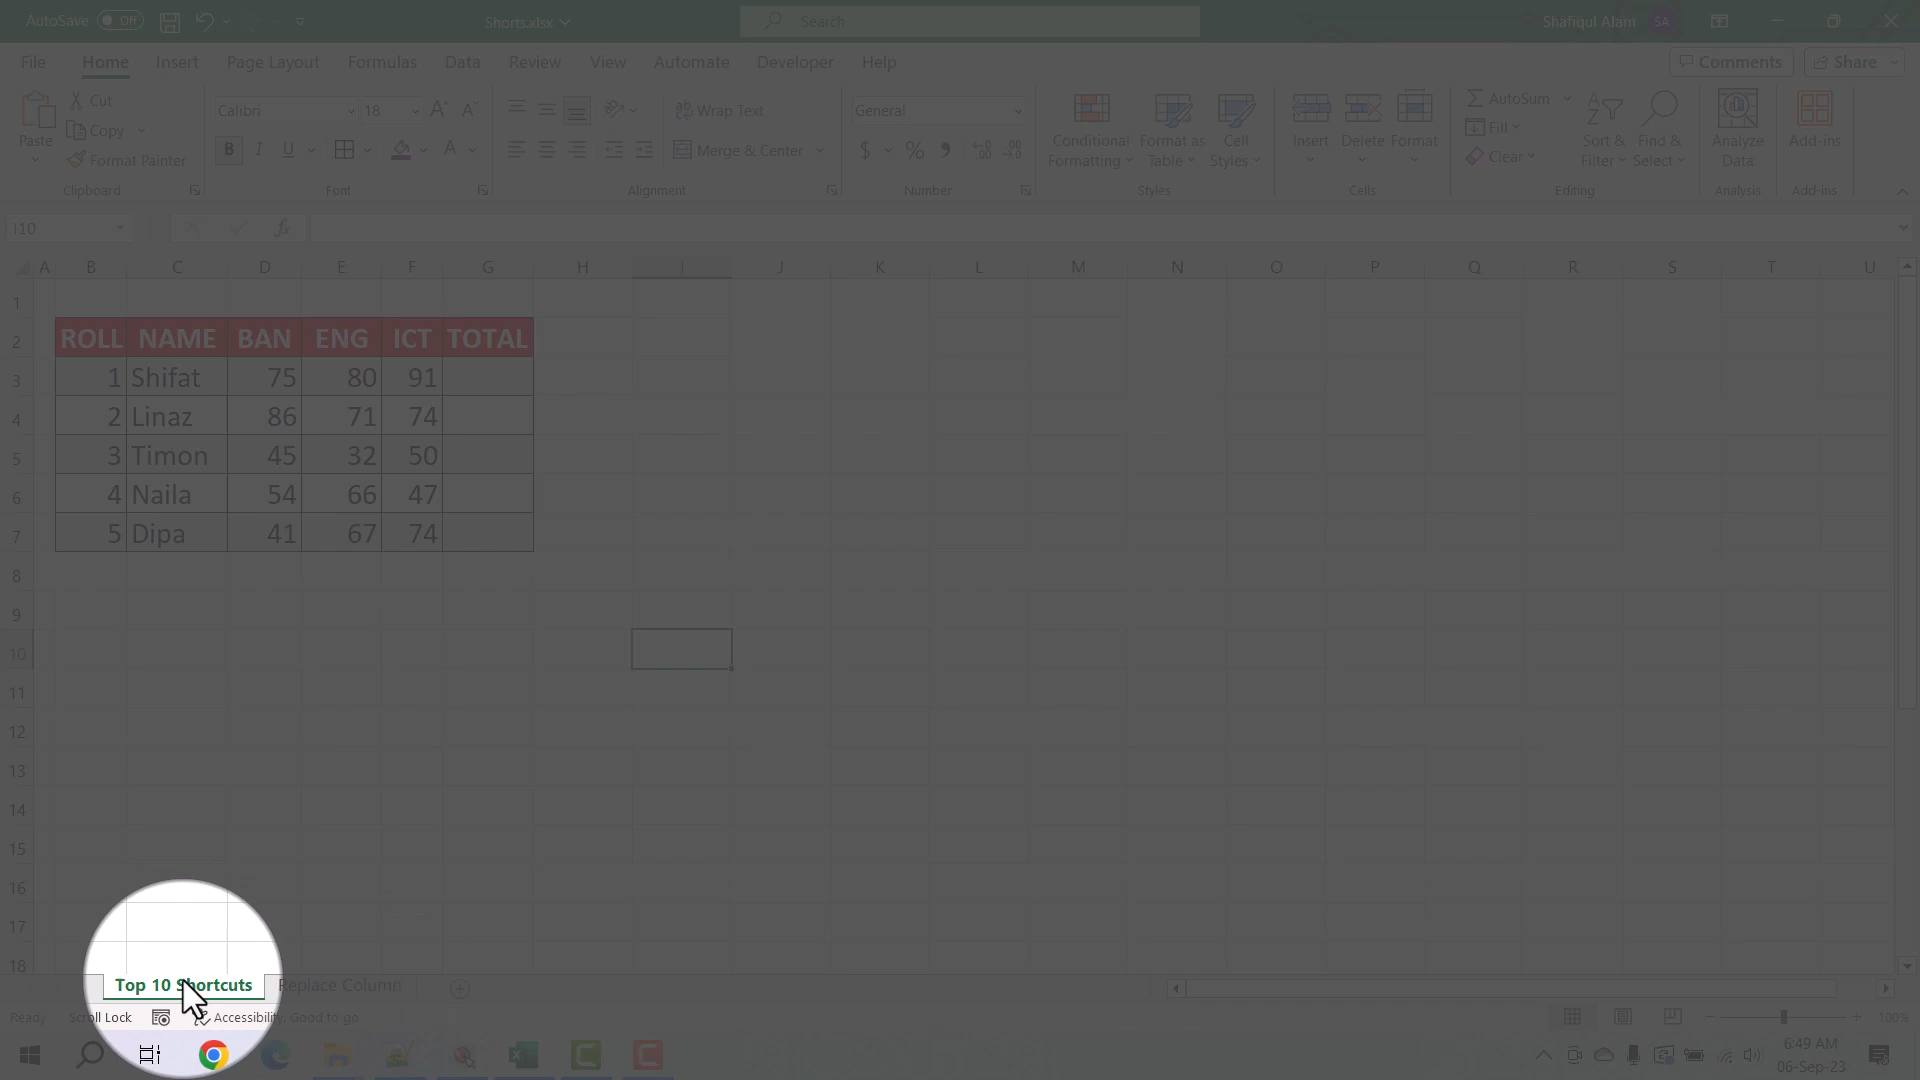 AutoSave Off Shorts.xlsx Search Shafiqul Alam SA
File Home Insert Page Layout Formulas Data Review View Automate Developer Help Comments Share
Cut
Copy
Format Painter
Paste
Clipboard
Calibri 18
B I U A
Font
Wrap Text
Merge & Center
Alignment
General
$ % 9
Number
Conditional Formatting
Format as Table
Cell Styles
Styles
Insert Delete Format
Cells
AutoSum
Fill
Clear
Sort & Filter
Find & Select
Editing
Analyze Data
Analysis
Add-ins
Add-ins
I10 fx
A B C D E F G H I J K L M N O P Q R S T U
1
2 ROLL NAME BAN ENG ICT TOTAL
3 1 Shifat 75 80 91
4 2 Linaz 86 71 74
5 3 Timon 45 32 50
6 4 Naila 54 66 47
7 5 Dipa 41 67 74
8
9
10
11
12
13
14
15
16
17
18
Top 10 Shortcuts Replace Column
Ready Scroll Lock Accessibility: Good to go 100%
6:49 AM
06-Sep-23